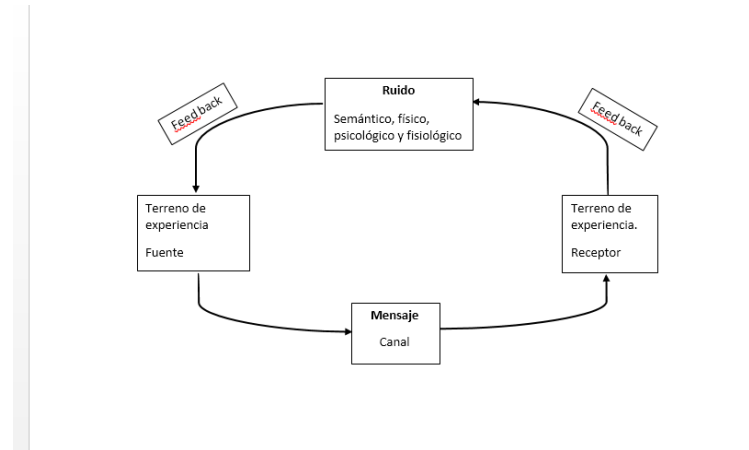 Feed back
Ruido
Semántico, físico,
psicológico y fisiológico
Feed back
Terreno de
experiencia
Fuente
Terreno de
experiencia.
Receptor
Mensaje
Canal